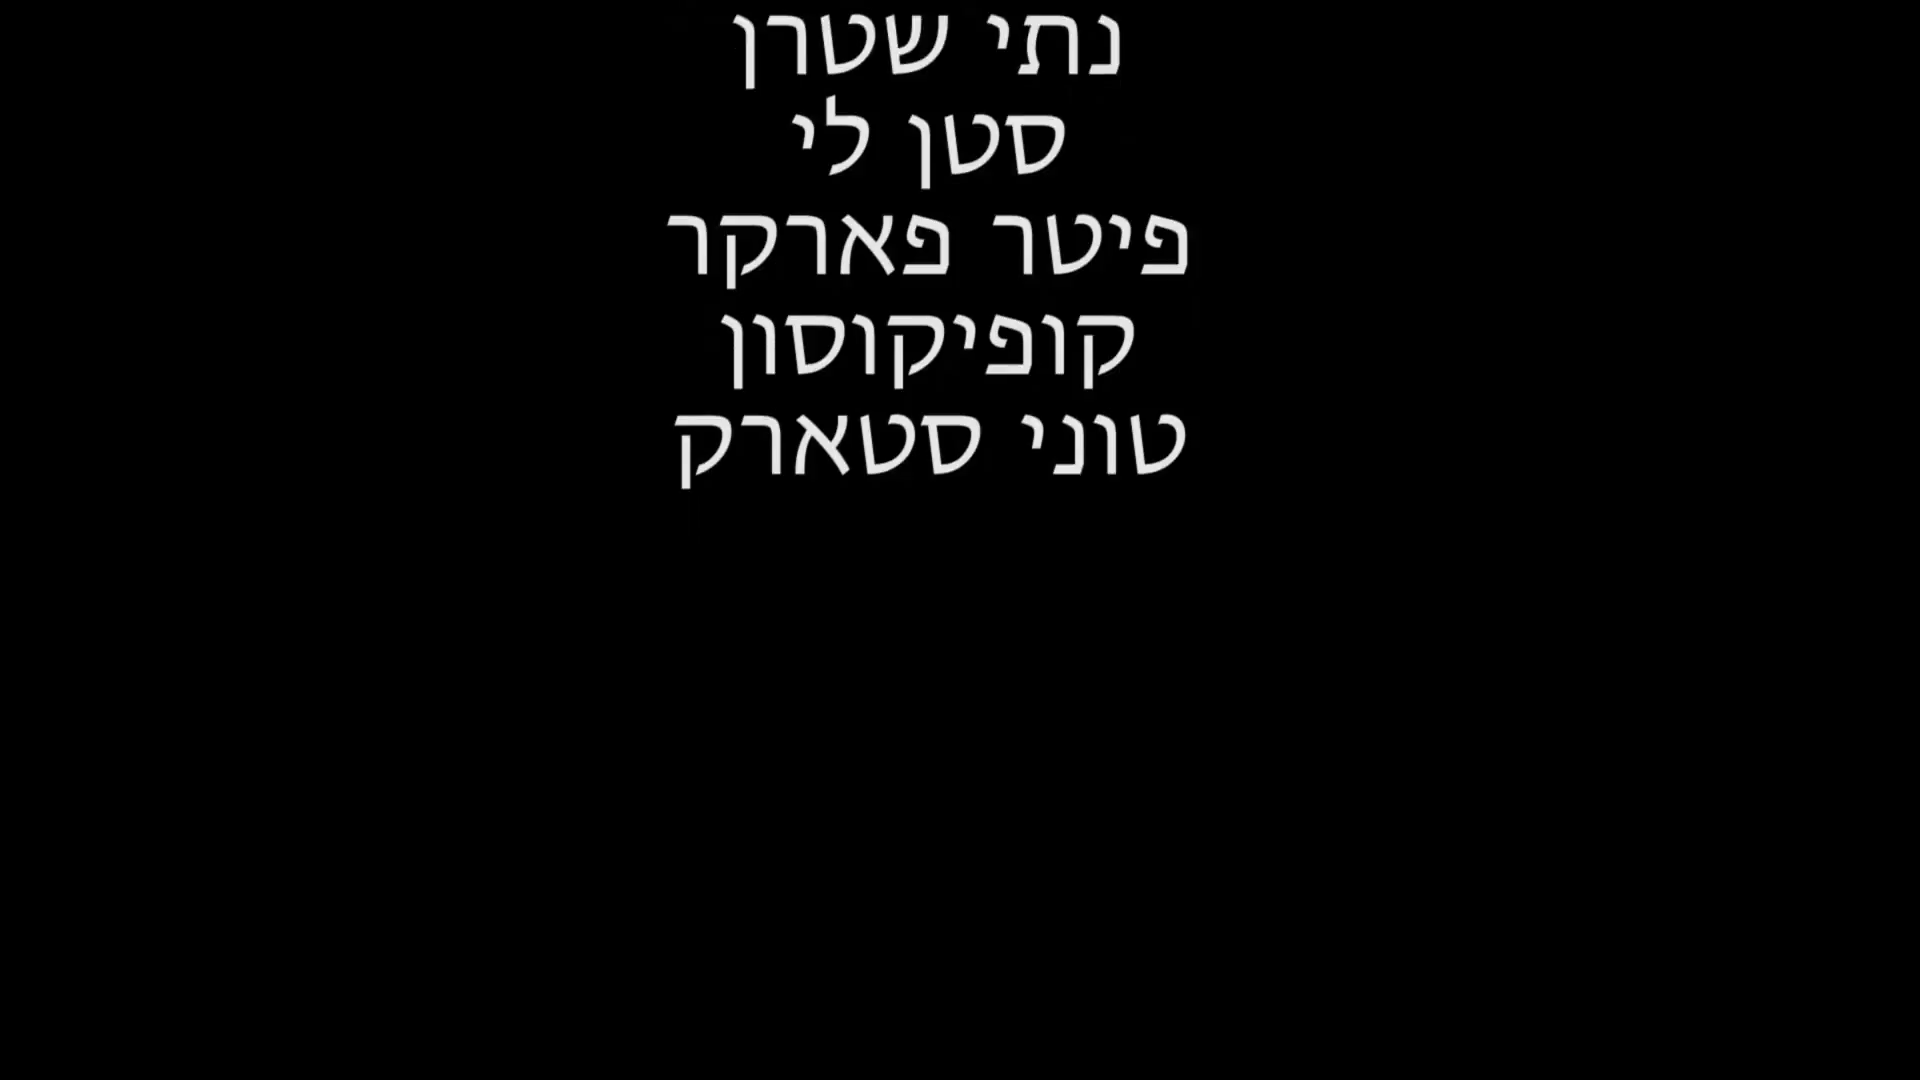 נתי שטרן
סטן לי
פיטר פארקר
קופיקוסון
טוני סטארק